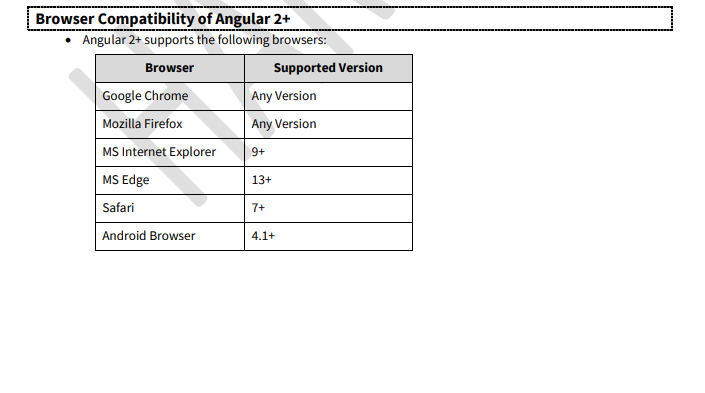 Browser Compatibility of Angular 2+
• Angular 2+ supports the following browsers:
Browser Supported Version
Google Chrome Any Version
Mozilla Firefox Any Version
MS Internet Explorer 9+
MS Edge 13+
Safari 7+
Android Browser 4.1+